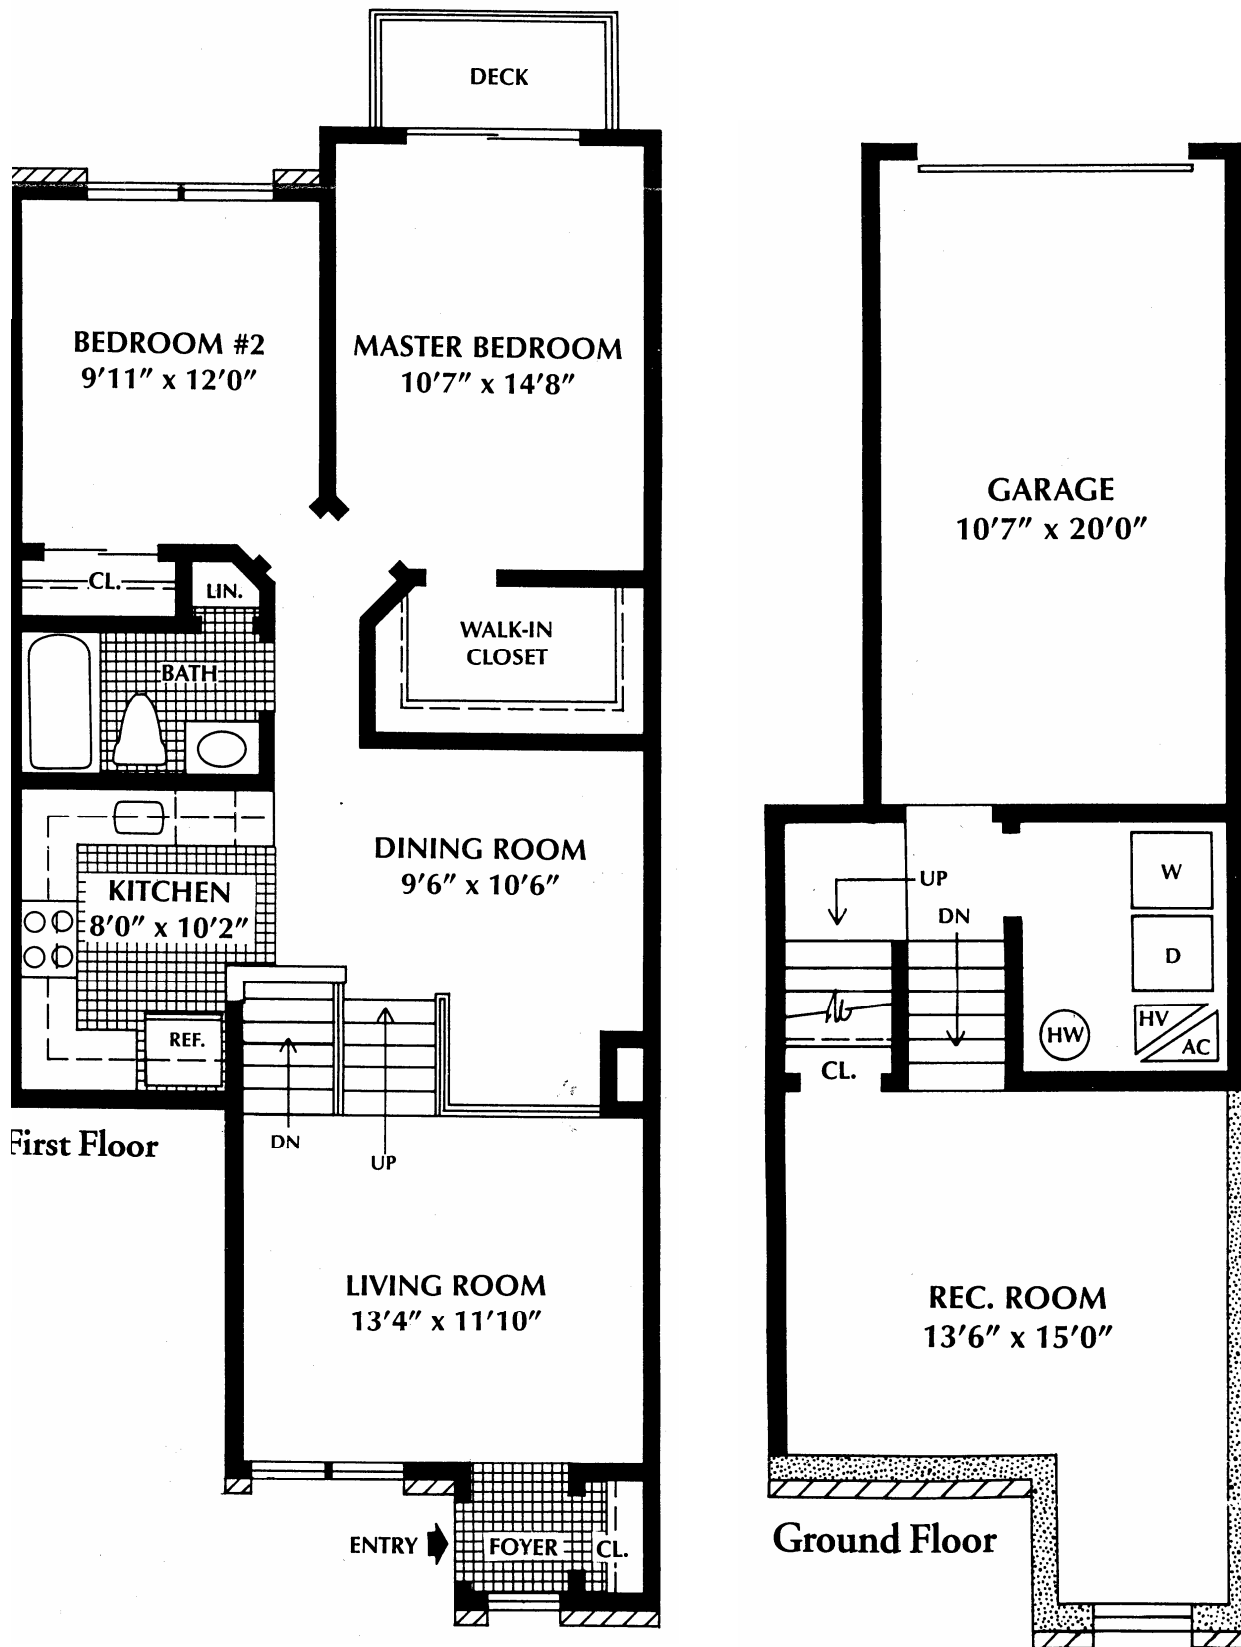 DECK
BEDROOM #2
9'11" x 12'0"
MASTER BEDROOM
10'7" x 14'8"
CL.
LIN.
WALK-IN
CLOSET
BATH
DINING ROOM
9'6" x 10'6"
KITCHEN
8'0" x 10'2"
REF.
DN
UP
First Floor
LIVING ROOM
13'4" x 11'10"
ENTRY
FOYER
CL.
GARAGE
10'7" x 20'0"
UP
DN
W
D
HV
AC
HW
CL.
REC. ROOM
13'6" x 15'0"
Ground Floor